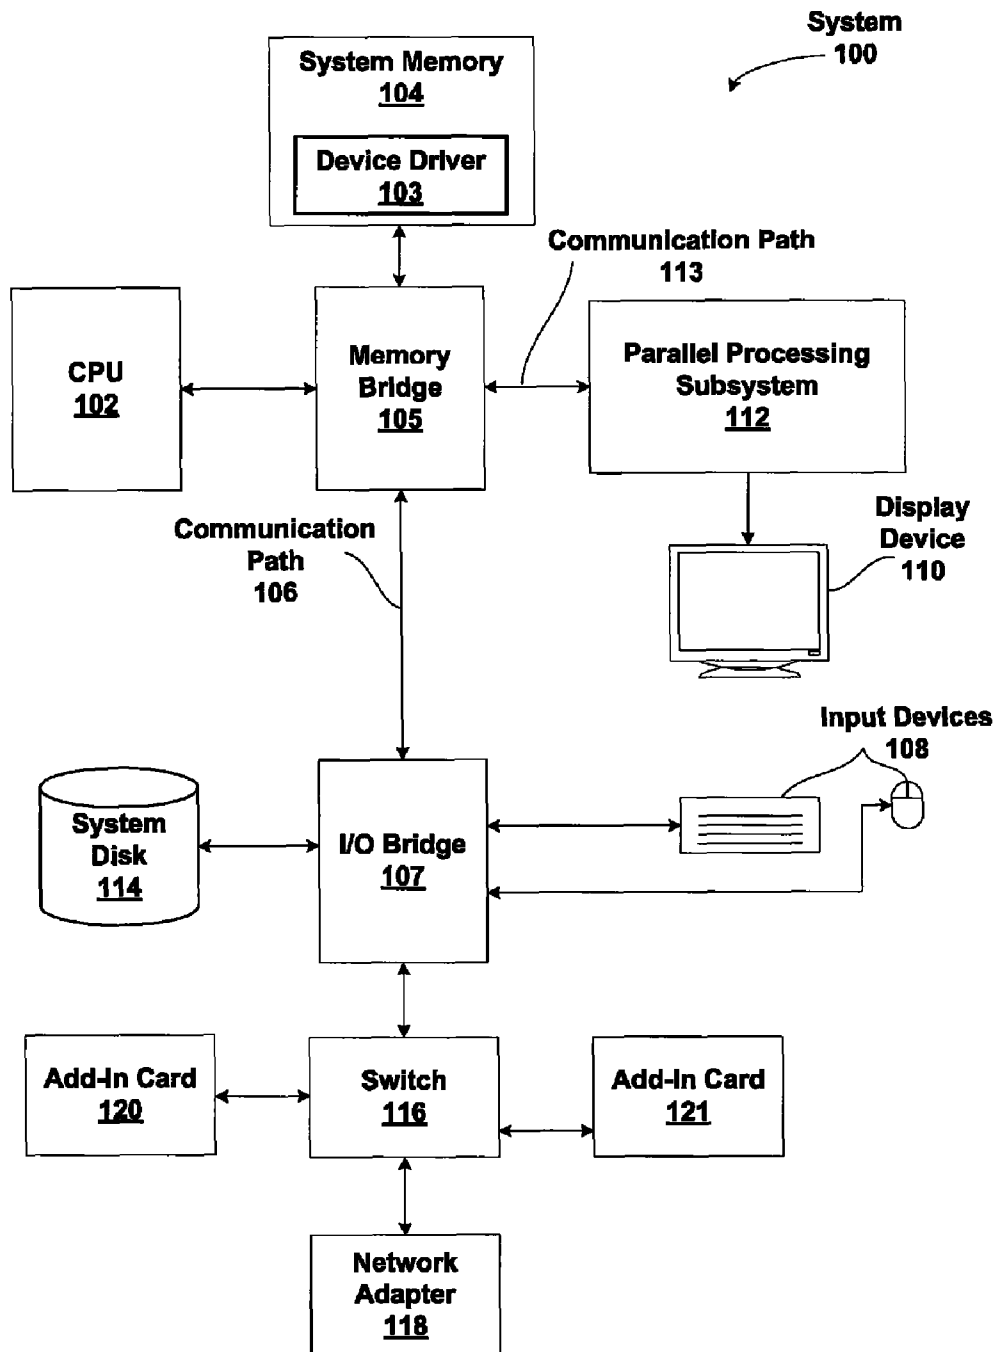 System
100
System Memory
104
Device Driver
103
Communication Path
113
CPU
102
Memory
Bridge
105
Parallel Processing
Subsystem
112
Communication
Path
106
Display
Device
110
Input Devices
108
System
Disk
114
I/O Bridge
107
Add-In Card
120
Switch
116
Add-In Card
121
Network
Adapter
118